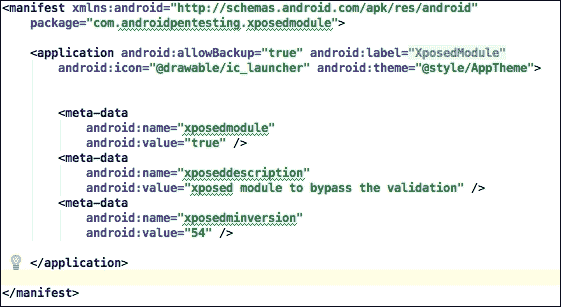 <manifest xmlns:android="http://schemas.android.com/apk/res/android"
package="com.androidpentesting.xposedmodule">
<application android:allowBackup="true" android:label="XposedModule"
android:icon="@drawable/ic_launcher" android:theme="@style/AppTheme">
<meta-data
android:name="xposedmodule"
android:value="true" />
<meta-data
android:name="xposeddescription"
android:value="xposed module to bypass the validation" />
<meta-data
android:name="xposedminversion"
android:value="54" />
</application>
</manifest>